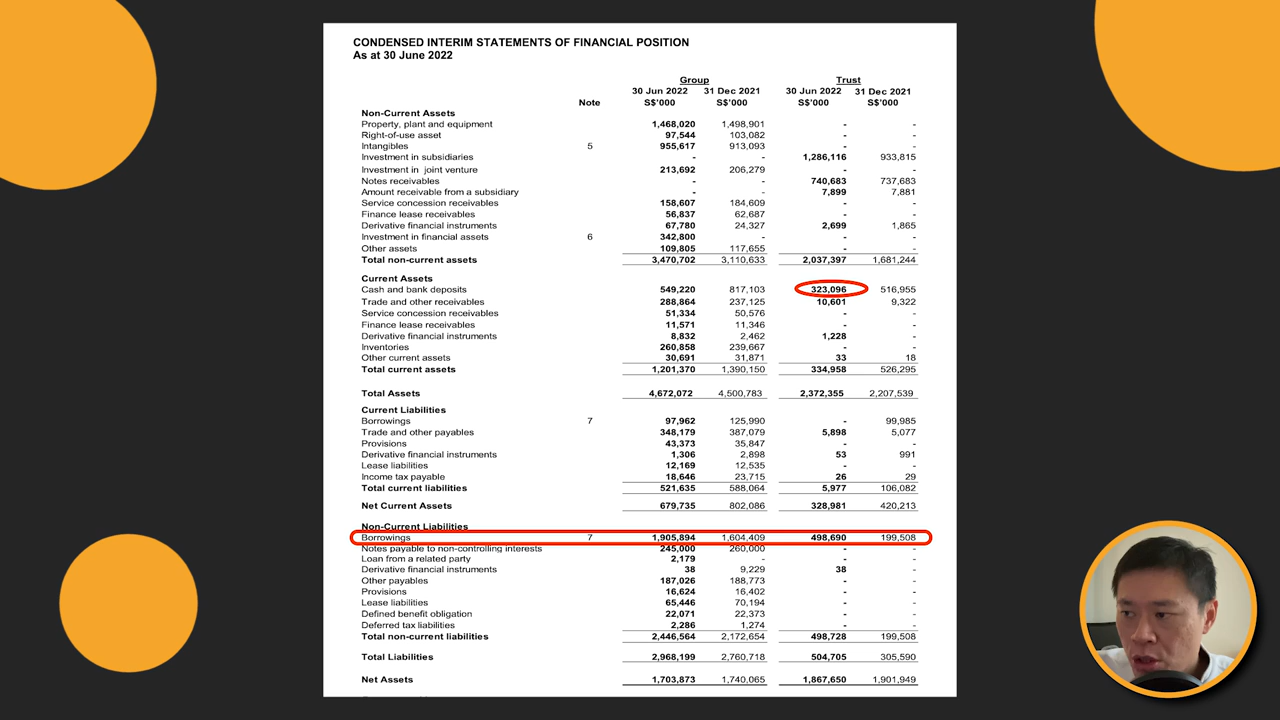 CONDENSED INTERIM STATEMENTS OF FINANCIAL POSITION
As at 30 June 2022
Group Trust
30 Jun 2022 31 Dec 2021 30 Jun 2022 31 Dec 2021
Note S$'000 S$'000 S$'000 S$'000
Non-Current Assets
Property, plant and equipment 1,468,020 1,498,901 - -
Right-of-use asset 97,544 103,082 - -
Intangibles 5 955,617 913,093 - -
Investment in subsidiaries - - 1,286,116 933,815
Investment in joint venture 213,692 206,279 - -
Notes receivables - - 740,683 737,683
Amount receivable from a subsidiary - - 7,899 7,881
Service concession receivables 158,607 184,609 - -
Finance lease receivables 56,837 62,687 - -
Derivative financial instruments 67,780 24,327 2,699 1,865
Investment in financial assets 6 342,800 - - -
Other assets 109,805 117,655 - -
Total non-current assets 3,470,702 3,110,633 2,037,397 1,681,244
Current Assets
Cash and bank deposits 549,220 817,103 323,096 516,955
Trade and other receivables 288,864 237,125 10,601 9,322
Service concession receivables 51,334 50,576 - -
Finance lease receivables 11,571 11,346 - -
Derivative financial instruments 8,832 2,462 1,228 -
Inventories 260,858 239,667 - -
Other current assets 30,691 31,871 33 18
Total current assets 1,201,370 1,390,150 334,958 526,295
Total Assets 4,672,072 4,500,783 2,372,355 2,207,539
Current Liabilities
Borrowings 7 97,962 125,990 - 99,985
Trade and other payables 348,179 387,079 5,898 5,077
Provisions 43,373 35,847 - -
Derivative financial instruments 1,306 2,898 53 991
Lease liabilities 12,169 12,535 - -
Income tax payable 18,646 23,715 26 29
Total current liabilities 521,635 588,064 5,977 106,082
Net Current Assets 679,735 802,086 328,981 420,213
Non-Current Liabilities
Borrowings 7 1,905,894 1,604,409 498,690 199,508
Notes payable to non-controlling interests 245,000 260,000 - -
Loan from a related party 2,179 - - -
Derivative financial instruments 38 9,229 38 -
Other payables 187,026 188,773 - -
Provisions 16,624 16,402 - -
Lease liabilities 65,446 70,194 - -
Defined benefit obligation 22,071 22,373 - -
Deferred tax liabilities 2,286 1,274 - -
Total non-current liabilities 2,446,564 2,172,654 498,728 199,508
Total Liabilities 2,968,199 2,760,718 504,705 305,590
Net Assets 1,703,873 1,740,065 1,867,650 1,901,949